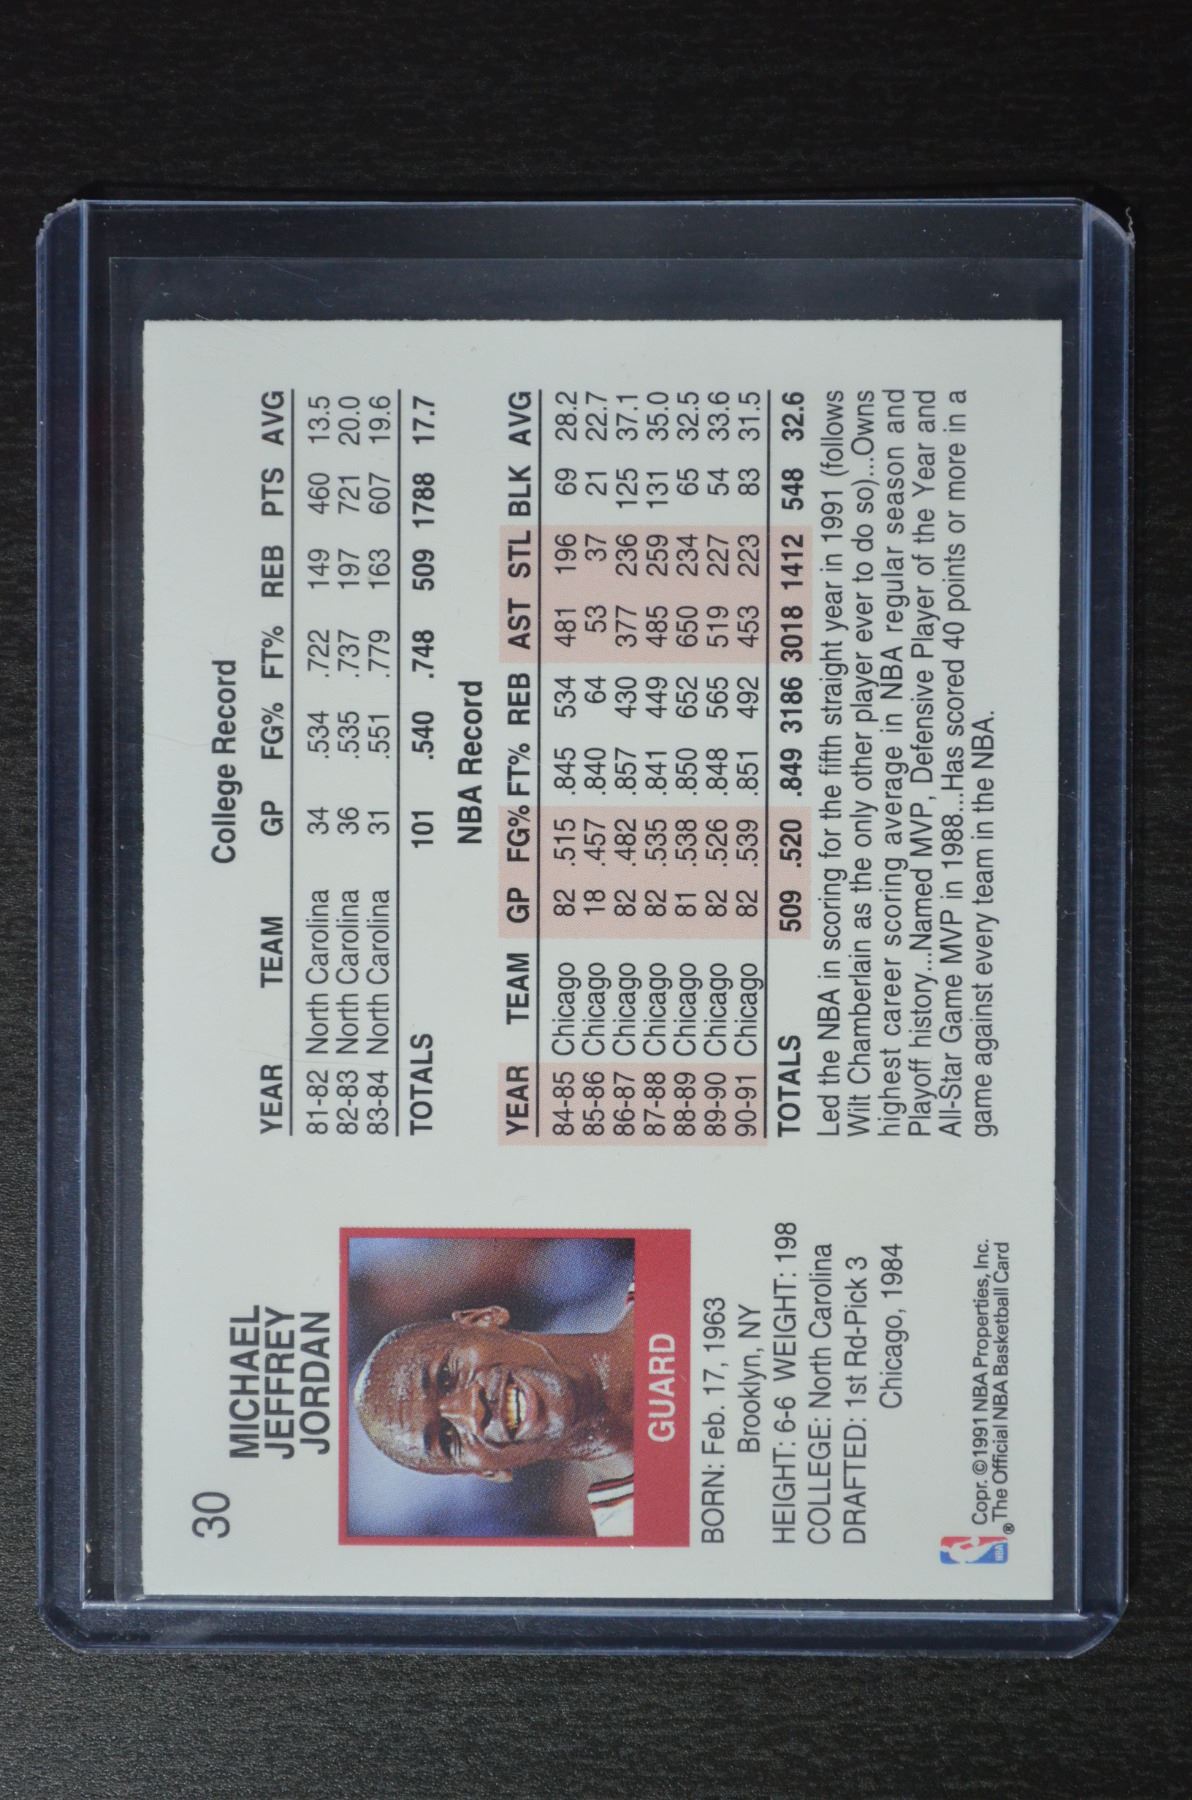 30
MICHAEL
JEFFREY
JORDAN
GUARD
BORN: Feb. 17, 1963
Brooklyn, NY
HEIGHT: 6-6 WEIGHT: 198
COLLEGE: North Carolina
DRAFTED: 1st Rd-Pick 3
Chicago, 1984
NBA
®
Copr. ©1991 NBA Properties, Inc.
The Official NBA Basketball Card
College Record
YEAR TEAM GP FG% FT% REB PTS AVG
81-82 North Carolina 34 .534 .722 149 460 13.5
82-83 North Carolina 36 .535 .737 197 721 20.0
83-84 North Carolina 31 .551 .779 163 607 19.6
TOTALS 101 .540 .748 509 1788 17.7
NBA Record
YEAR TEAM GP FG% FT% REB AST STL BLK AVG
84-85 Chicago 82 .515 .845 534 481 196 69 28.2
85-86 Chicago 18 .457 .840 64 53 37 21 22.7
86-87 Chicago 82 .482 .857 430 377 236 125 37.1
87-88 Chicago 82 .535 .841 449 485 259 131 35.0
88-89 Chicago 81 .538 .850 652 650 234 65 32.5
89-90 Chicago 82 .526 .848 565 519 227 54 33.6
90-91 Chicago 82 .539 .851 492 453 223 83 31.5
TOTALS 509 .520 .849 3186 3018 1412 548 32.6
Led the NBA in scoring for the fifth straight year in 1991 (follows
Wilt Chamberlain as the only other player ever to do so)...Owns
highest career scoring average in NBA regular season and
Playoff history...Named MVP, Defensive Player of the Year and
All-Star Game MVP in 1988...Has scored 40 points or more in a
game against every team in the NBA.